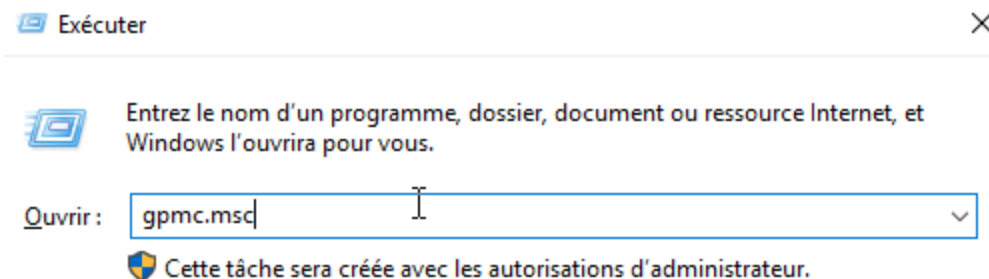 Exécuter
Entrez le nom d'un programme, dossier, document ou ressource Internet, et
Windows l'ouvrira pour vous.
Ouvrir : gpmc.msc
Cette tâche sera créée avec les autorisations d'administrateur.